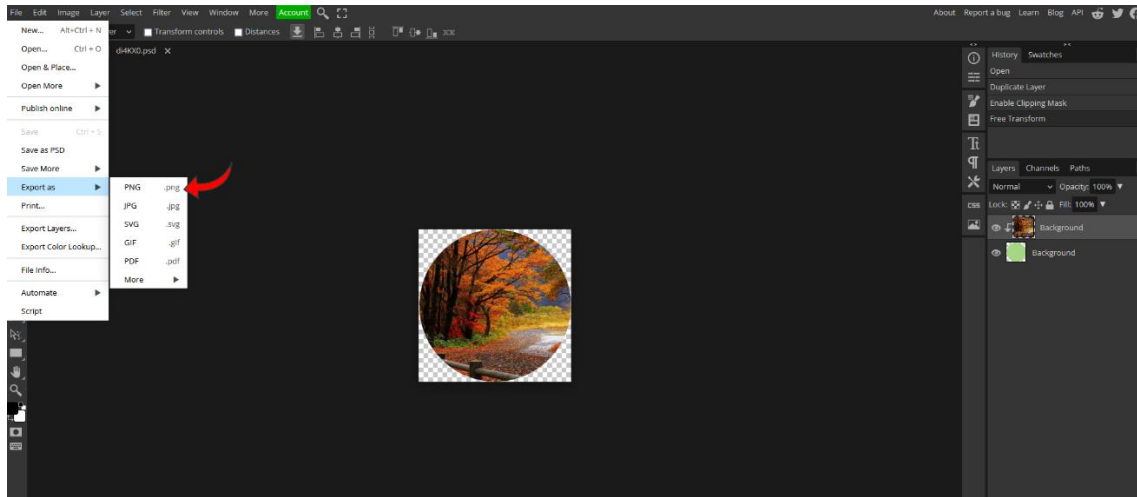 File Edit Image Layer Select Filter View Window More Account
About Report a bug Learn Blog API
er Transform controls Distances
di4KX0.psd X
New... Alt+Ctrl + N
Open... Ctrl + O
Open & Place...
Open More
Publish online
Save Ctrl + S
Save as PSD
Save More
Export as
Print...
Export Layers...
Export Color Lookup...
File Info...
Automate
Script
PNG .png
JPG .jpg
SVG .svg
GIF .gif
PDF .pdf
More
History Swatches
Open
Duplicate Layer
Enable Clipping Mask
Free Transform
CSS
Layers Channels Paths
Normal Opacity: 100%
Lock: Fill: 100%
Background
Background